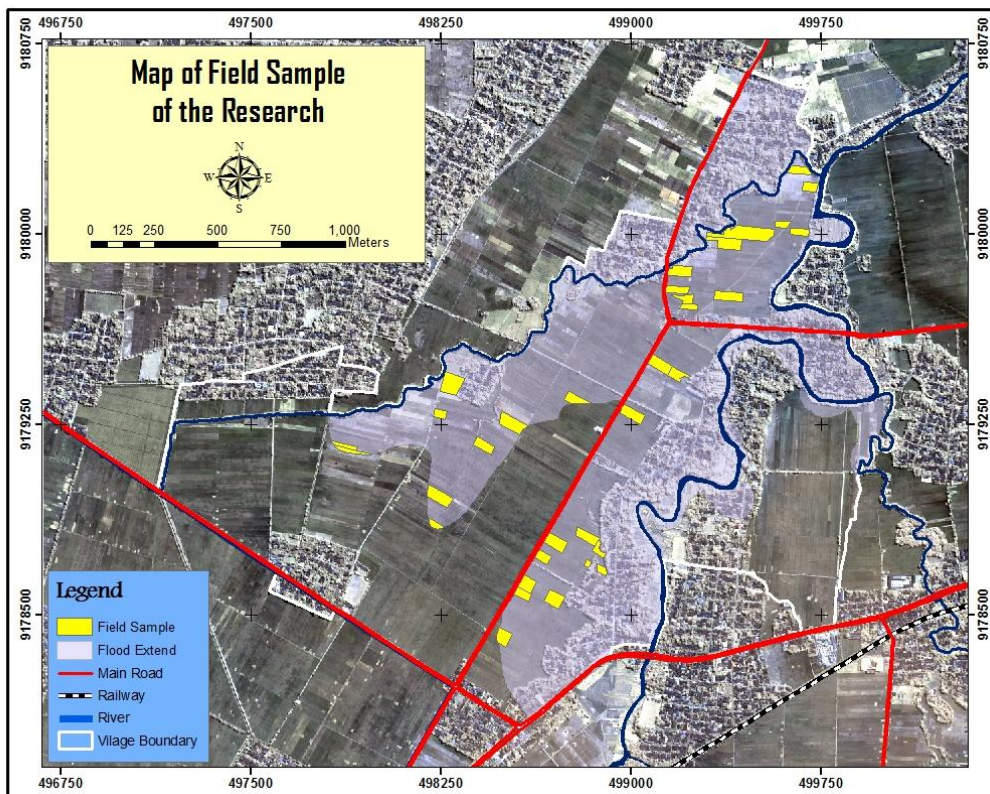 496750 497500 498250 499000 499750
9180750 9180750
Map of Field Sample
of the Research
N
W E
S
0 125 250 500 750 1,000
Meters
9180000 9180000
9179250 9179250
9178500 9178500
Legend
Field Sample
Flood Extend
Main Road
Railway
River
Vilage Boundary
496750 497500 498250 499000 499750